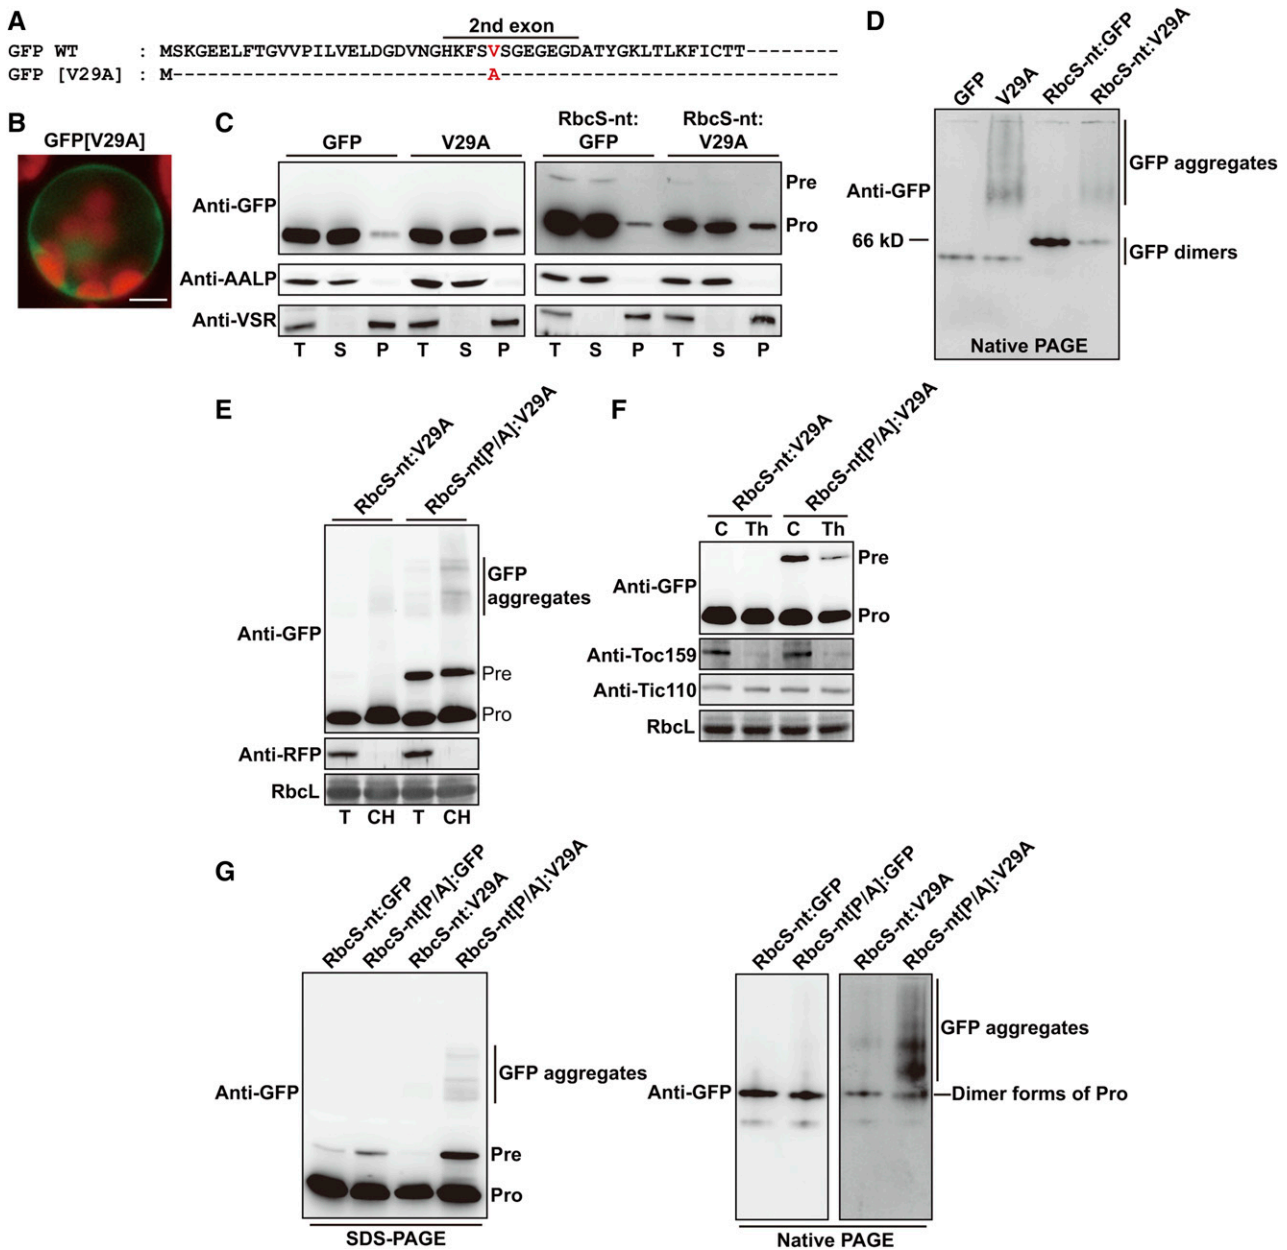 A
2nd exon
GFP WT : MSKGEELFTGVVPILVELDGDVNGHKFSVSGEGEGDATYGKLTLKFICTT---------
GFP [V29A] : M---------------------------A------------------------------
B
GFP[V29A]
C
GFP
V29A
RbcS-nt:
GFP
RbcS-nt:
V29A
Anti-GFP
Pre
Pro
Anti-AALP
Anti-VSR
T S P T S P T S P T S P
D
GFP
V29A
RbcS-nt:GFP
RbcS-nt:V29A
Anti-GFP
GFP aggregates
66 kD
GFP dimers
Native PAGE
E
RbcS-nt:V29A
RbcS-nt[P/A]:V29A
GFP
aggregates
Anti-GFP
Pre
Pro
Anti-RFP
RbcL
T CH T CH
F
RbcS-nt:V29A
RbcS-nt[P/A]:V29A
C Th C Th
Pre
Anti-GFP
Pro
Anti-Toc159
Anti-Tic110
RbcL
G
RbcS-nt:GFP
RbcS-nt[P/A]:GFP
RbcS-nt:V29A
RbcS-nt[P/A]:V29A
GFP aggregates
Anti-GFP
Pre
Pro
SDS-PAGE
RbcS-nt:GFP
RbcS-nt[P/A]:GFP
RbcS-nt:V29A
RbcS-nt[P/A]:V29A
GFP aggregates
Anti-GFP
Dimer forms of Pro
Native PAGE